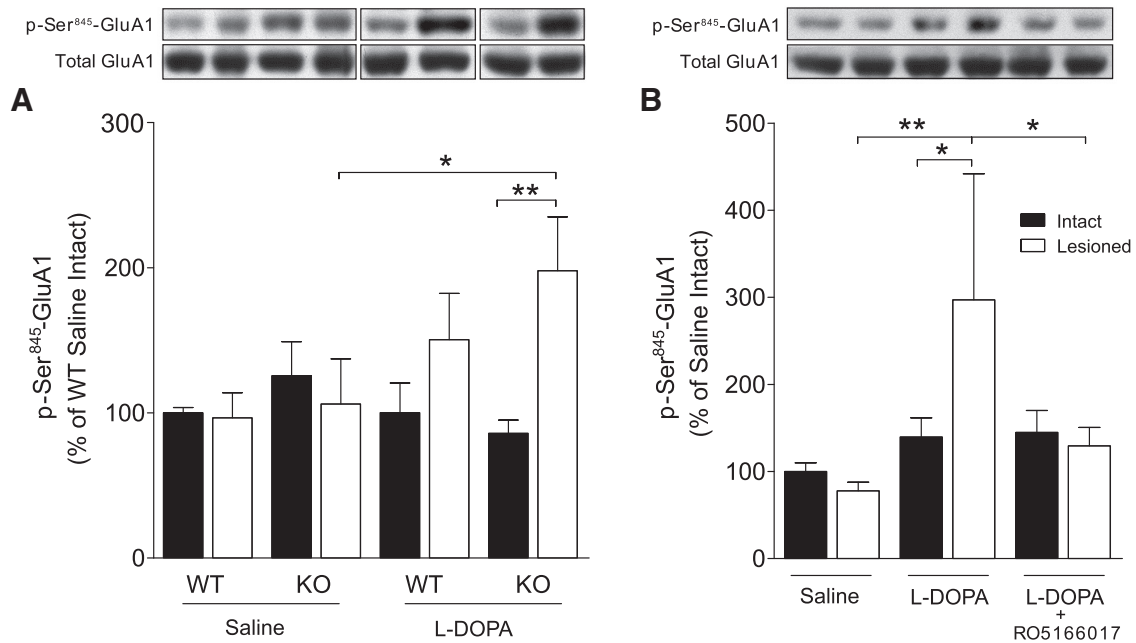 p-Ser⁸⁴⁵-GluA1
Total GluA1
A
p-Ser⁸⁴⁵-GluA1
(% of WT Saline Intact)
300
200
100
0
*
**
WT KO WT KO
Saline L-DOPA
p-Ser⁸⁴⁵-GluA1
Total GluA1
B
p-Ser⁸⁴⁵-GluA1
(% of Saline Intact)
500
400
300
200
100
0
** *
*
Intact
Lesioned
Saline L-DOPA L-DOPA
+
RO5166017